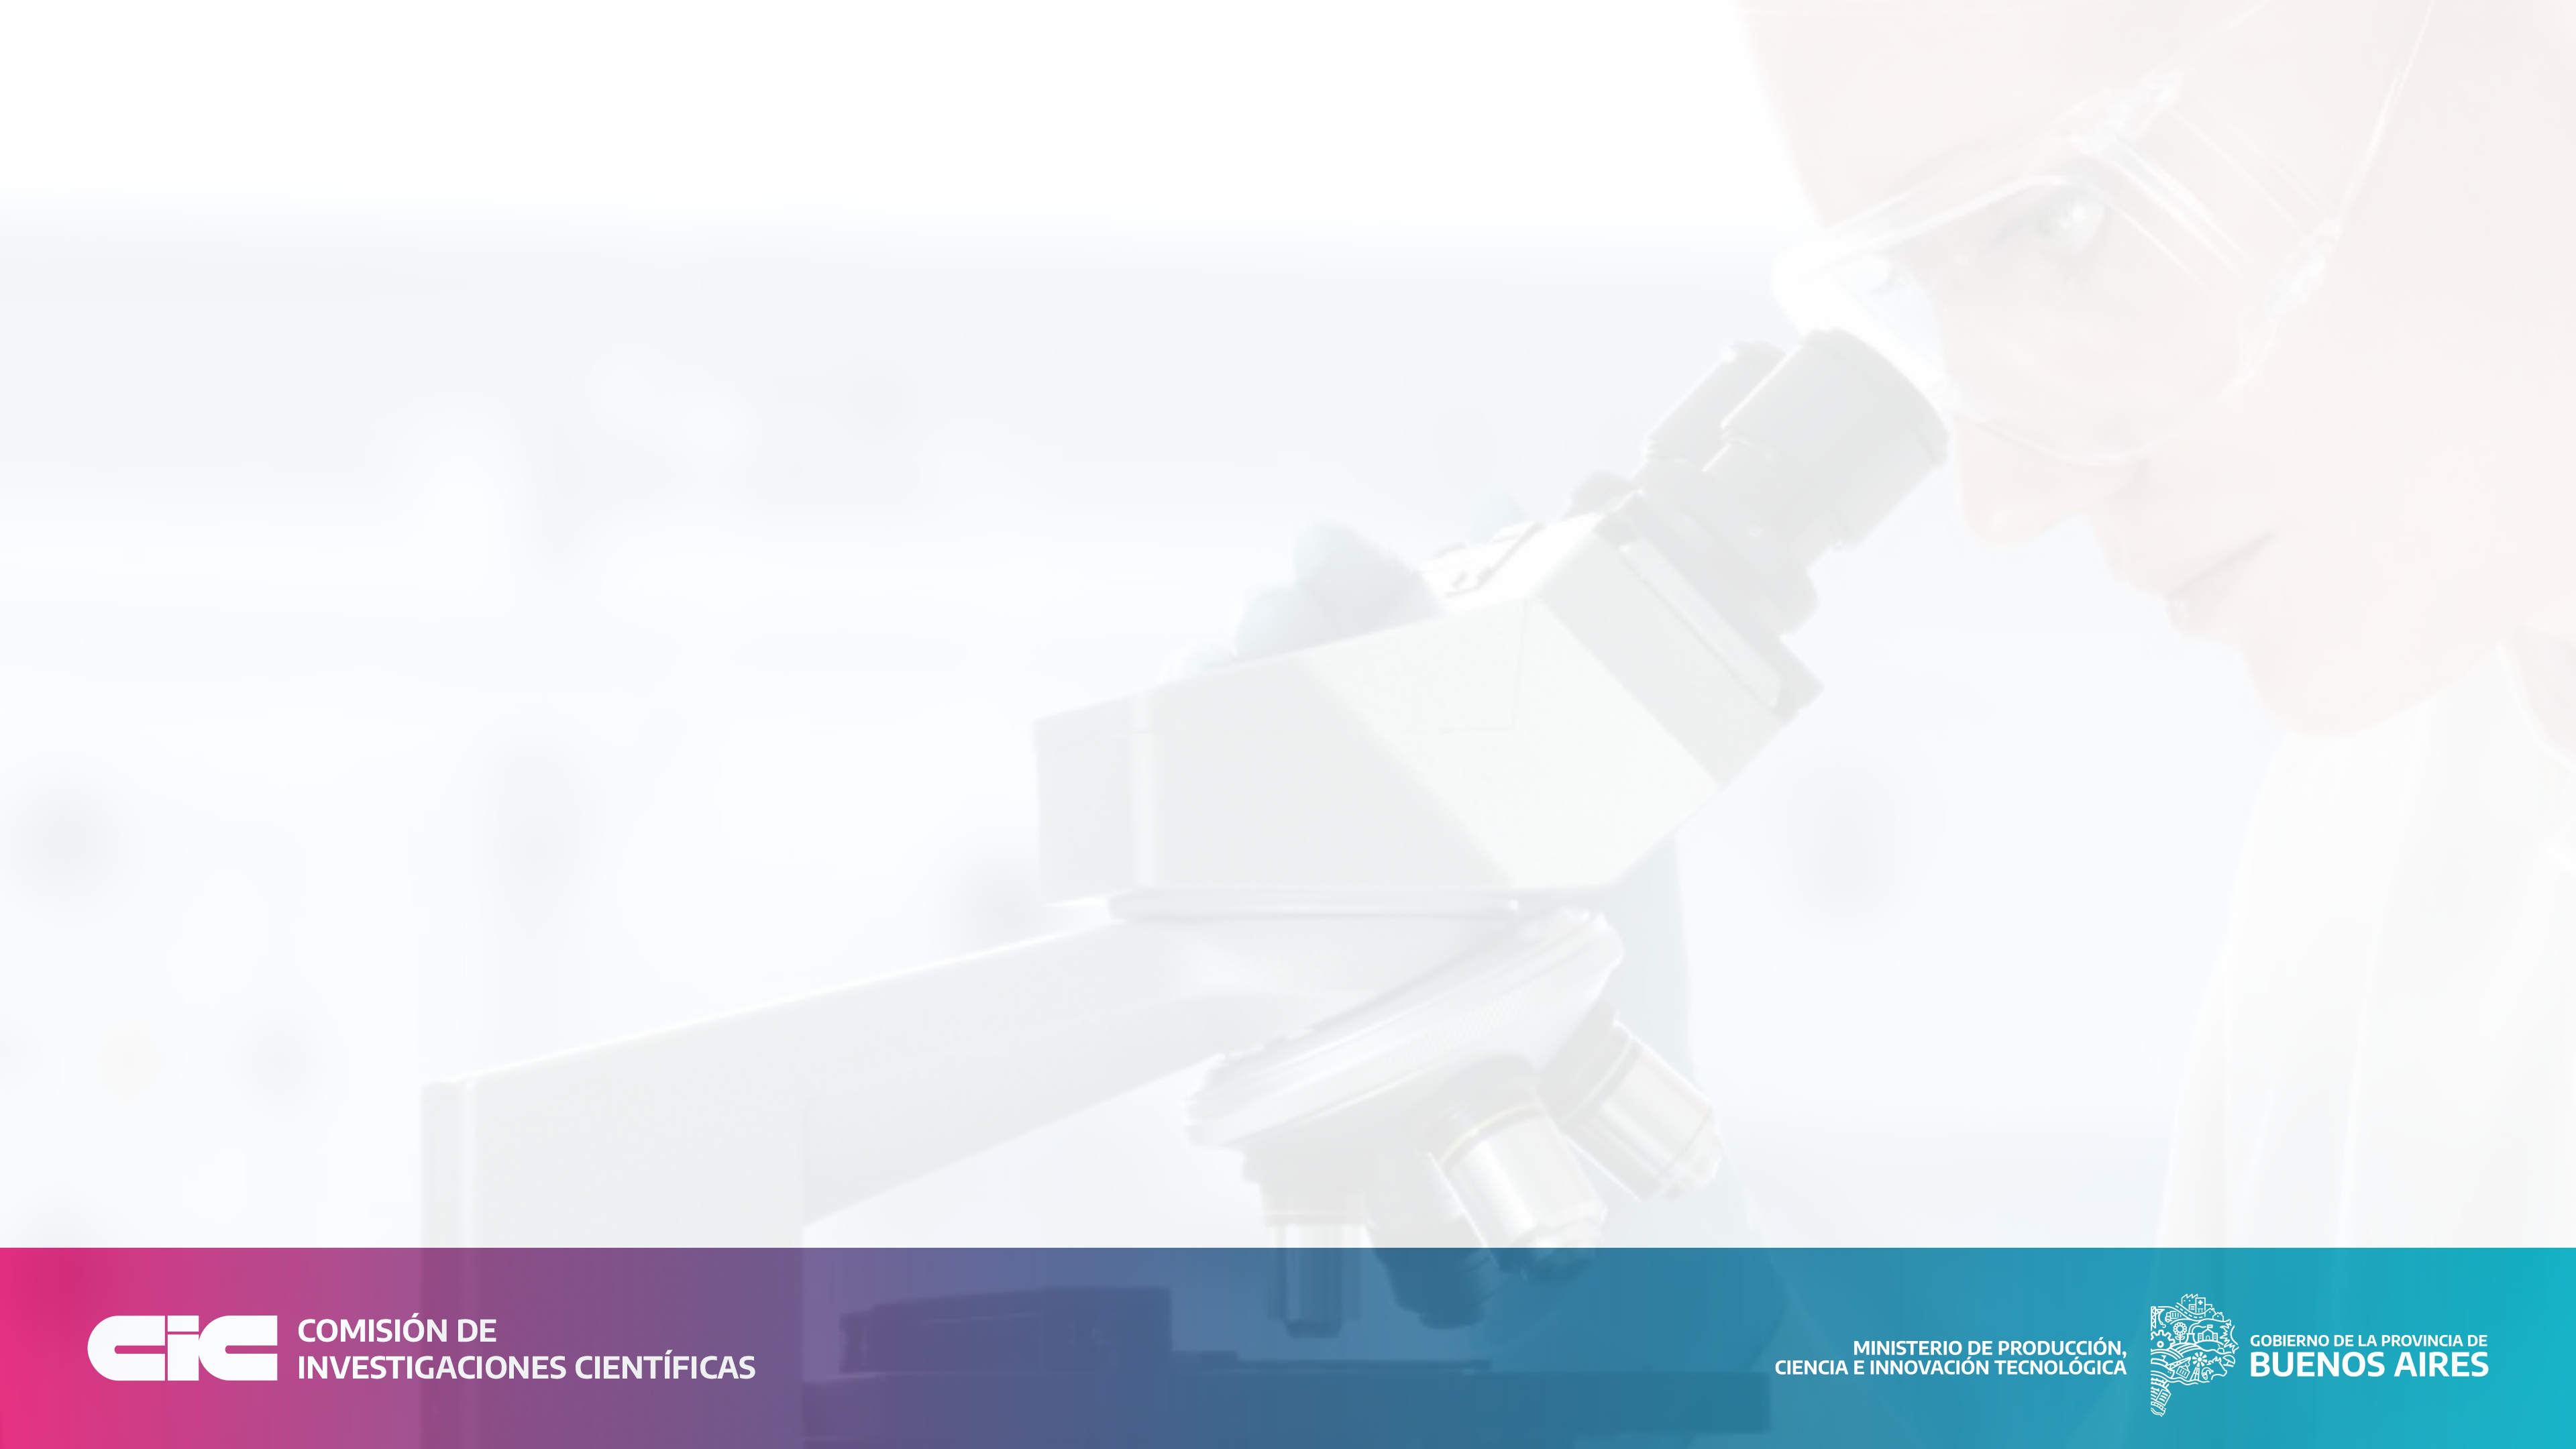 CiC
COMISIÓN DE
INVESTIGACIONES CIENTÍFICAS
MINISTERIO DE PRODUCCIÓN,
CIENCIA E INNOVACIÓN TECNOLÓGICA
GOBIERNO DE LA PROVINCIA DE
BUENOS AIRES